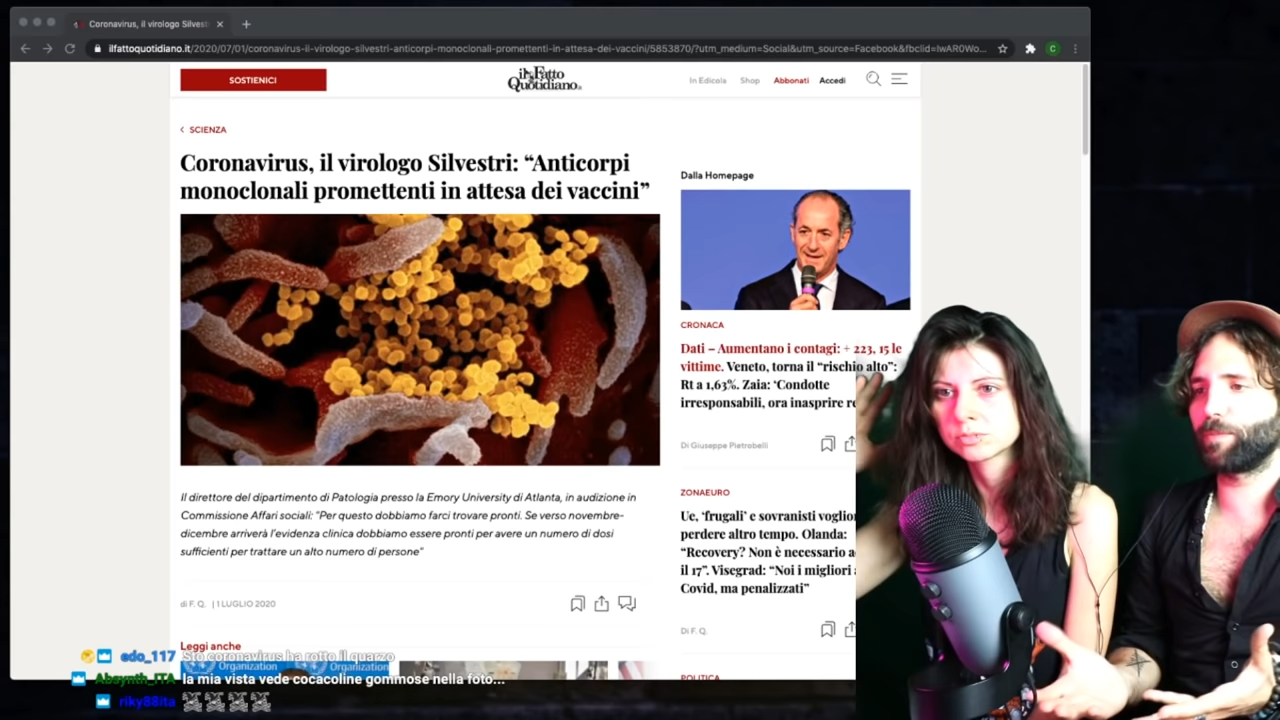 Coronavirus, il virologo Silvestr
ilfattoquotidiano.it/2020/07/01/coronavirus-il-virologo-silvestri-anticorpi-monoclonali-promettenti-in-attesa-dei-vaccini/5853870/?utm_medium=Social&utm_source=Facebook&fbclid=IwAR0Wo...
C
SOSTIENICI
il Fatto
Quotidiano.it
In Edicola
Shop
Abbonati
Accedi
SCIENZA
Coronavirus, il virologo Silvestri: “Anticorpi
monoclonali promettenti in attesa dei vaccini”
Il direttore del dipartimento di Patologia presso la Emory University di Atlanta, in audizione in
Commissione Affari sociali: "Per questo dobbiamo farci trovare pronti. Se verso novembre-
dicembre arriverà l’evidenza clinica dobbiamo essere pronti per avere un numero di dosi
sufficienti per trattare un alto numero di persone"
di F. Q. | 1 LUGLIO 2020
Leggi anche
Organization
Organization
Dalla Homepage
CRONACA
Dati – Aumentano i contagi: + 223, 15 le
vittime. Veneto, torna il “rischio alto”:
Rt a 1,63%. Zaia: ‘Condotte
irresponsabili, ora inasprire re
Di Giuseppe Pietrobelli
ZONAEURO
Ue, ‘frugali’ e sovranisti voglio
perdere altro tempo. Olanda:
“Recovery? Non è necessario a
il 17”. Visegrad: “Noi i migliori
Covid, ma penalizzati”
Di F. Q.
POLITICA
edo_117 Sto coronavirus ha rotto il quarzo
Absynth_ITA la mia vista vede cocacoline gommose nella foto...
riky88ita